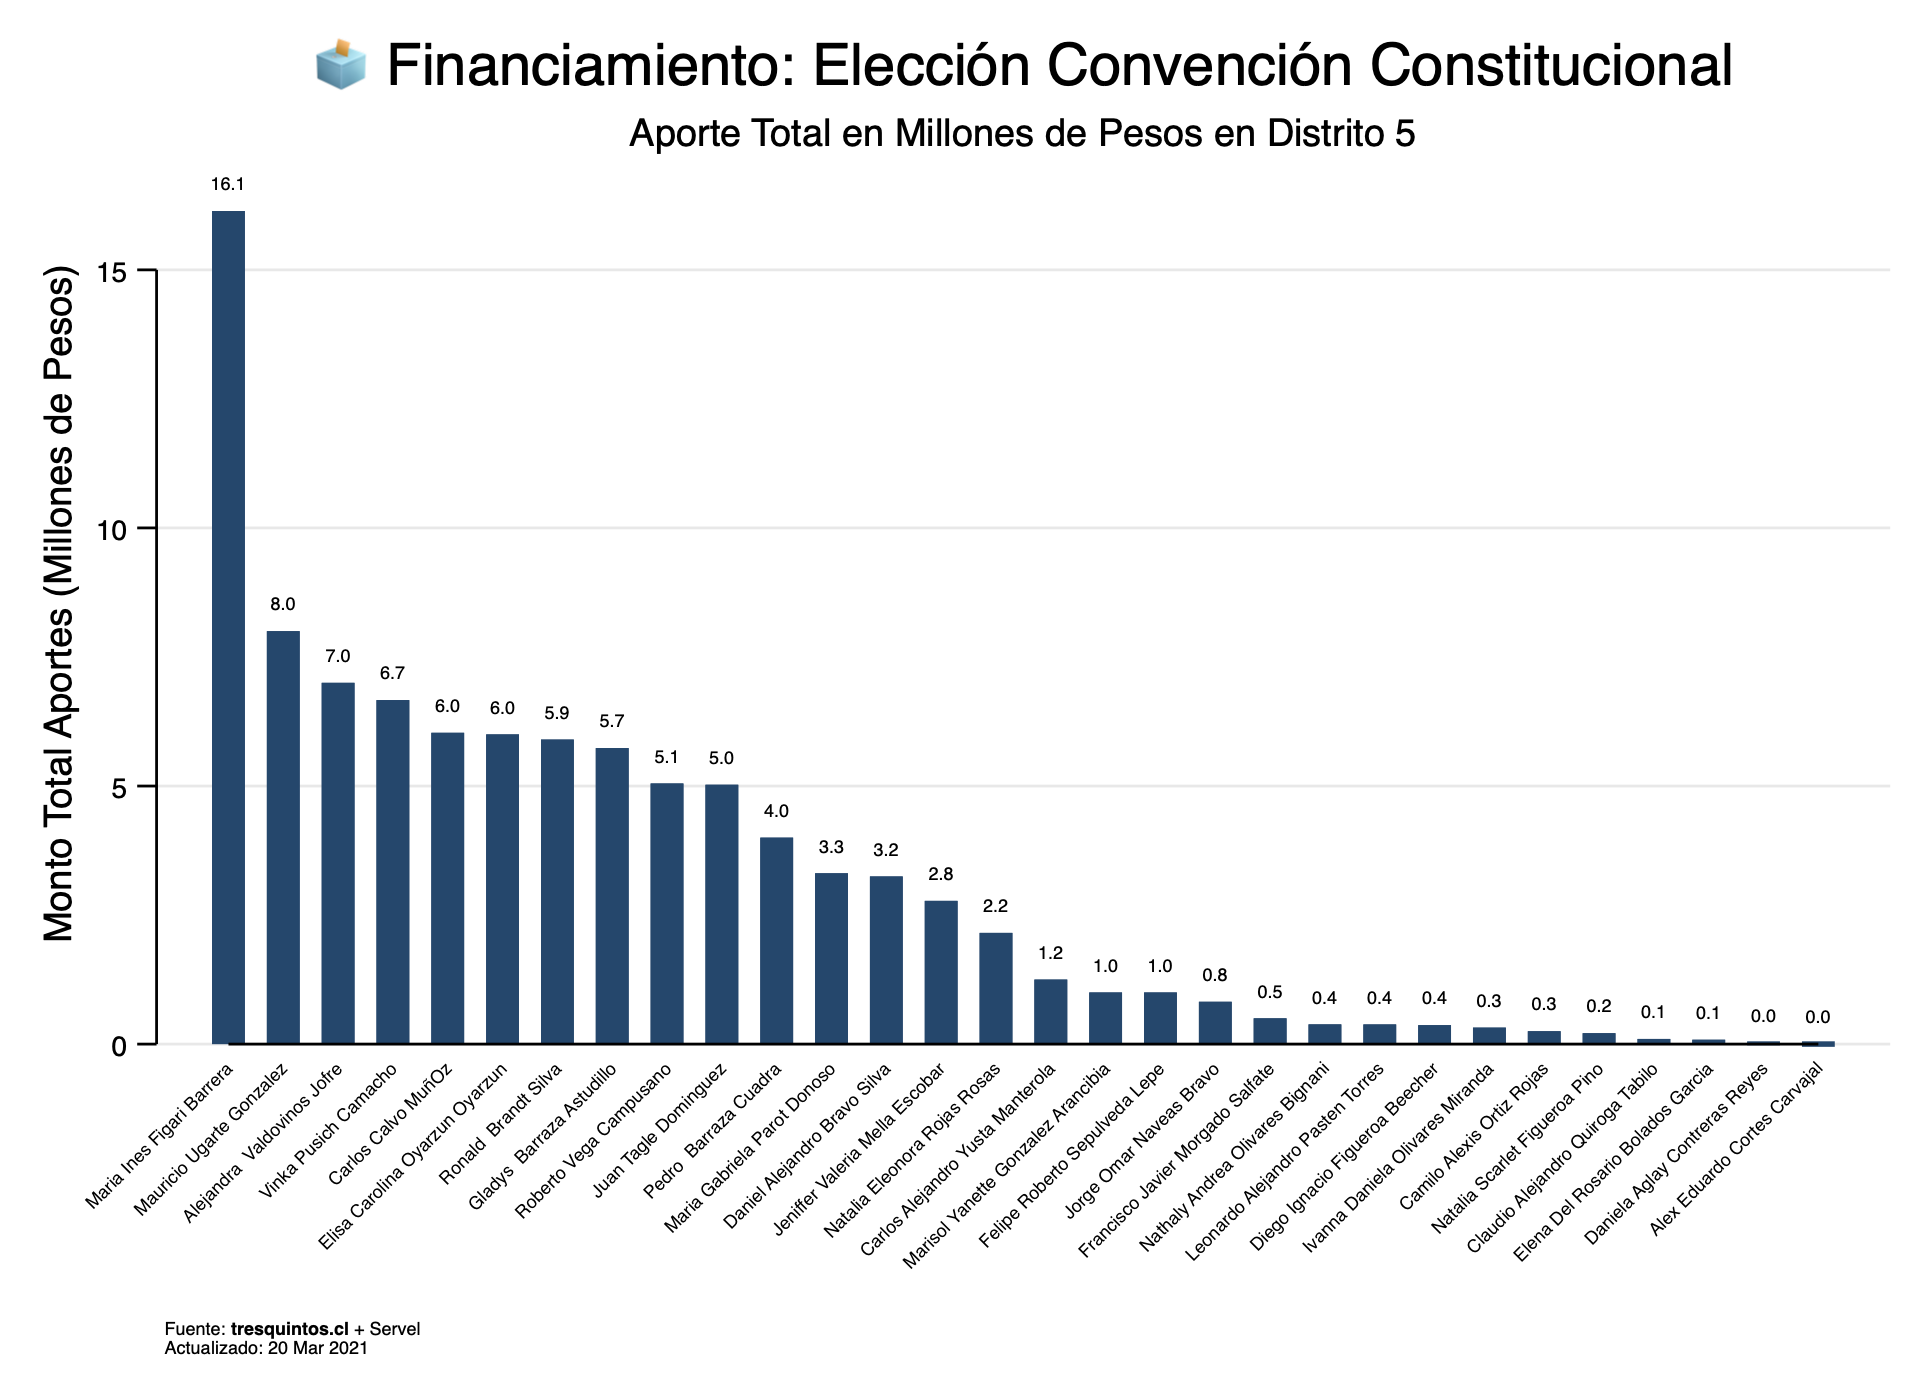 Financiamiento: Elección Convención Constitucional
Aporte Total en Millones de Pesos en Distrito 5
Monto Total Aportes (Millones de Pesos)
15
10
5
0
16.1
8.0
7.0
6.7
6.0
6.0
5.9
5.7
5.1
5.0
4.0
3.3
3.2
2.8
2.2
1.2
1.0
1.0
0.8
0.5
0.4
0.4
0.4
0.3
0.3
0.2
0.1
0.1
0.0
0.0
Maria Ines Figari Barrera
Mauricio Ugarte Gonzalez
Alejandra Valdovinos Jofre
Vinka Pusich Camacho
Carlos Calvo MuñOz
Elisa Carolina Oyarzun Oyarzun
Ronald Brandt Silva
Gladys Barraza Astudillo
Roberto Vega Campusano
Juan Tagle Dominguez
Pedro Barraza Cuadra
Maria Gabriela Parot Donoso
Daniel Alejandro Bravo Silva
Jeniffer Valeria Mella Escobar
Natalia Eleonora Rojas Rosas
Carlos Alejandro Yusta Manterola
Marisol Yanette Gonzalez Arancibia
Felipe Roberto Sepulveda Lepe
Jorge Omar Naveas Bravo
Francisco Javier Morgado Salfate
Nathaly Andrea Olivares Bignani
Leonardo Alejandro Pasten Torres
Diego Ignacio Figueroa Beecher
Ivanna Daniela Olivares Miranda
Camilo Alexis Ortiz Rojas
Natalia Scarlet Figueroa Pino
Claudio Alejandro Quiroga Tabilo
Elena Del Rosario Bolados Garcia
Daniela Aglay Contreras Reyes
Alex Eduardo Cortes Carvajal
Fuente: tresquintos.cl + Servel
Actualizado: 20 Mar 2021